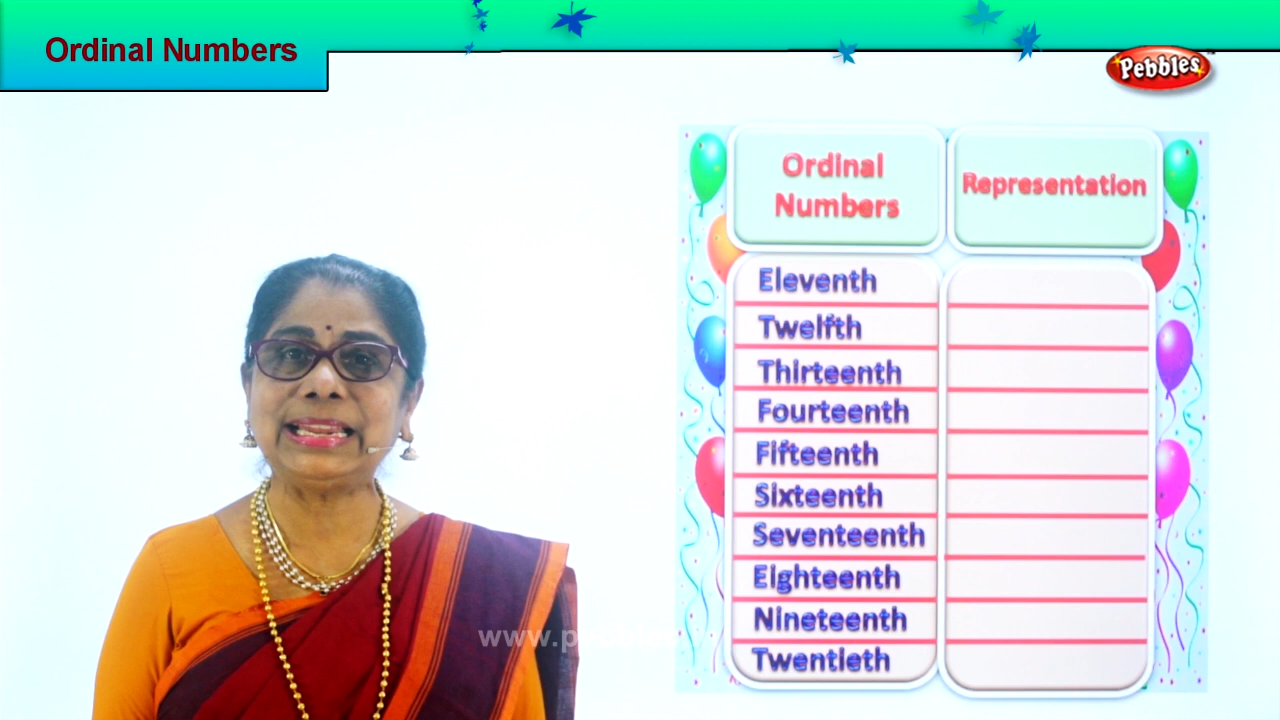 Ordinal Numbers
Pebbles
Ordinal
Numbers
Representation
Eleventh
Twelfth
Thirteenth
Fourteenth
Fifteenth
Sixteenth
Seventeenth
Eighteenth
Nineteenth
Twentieth